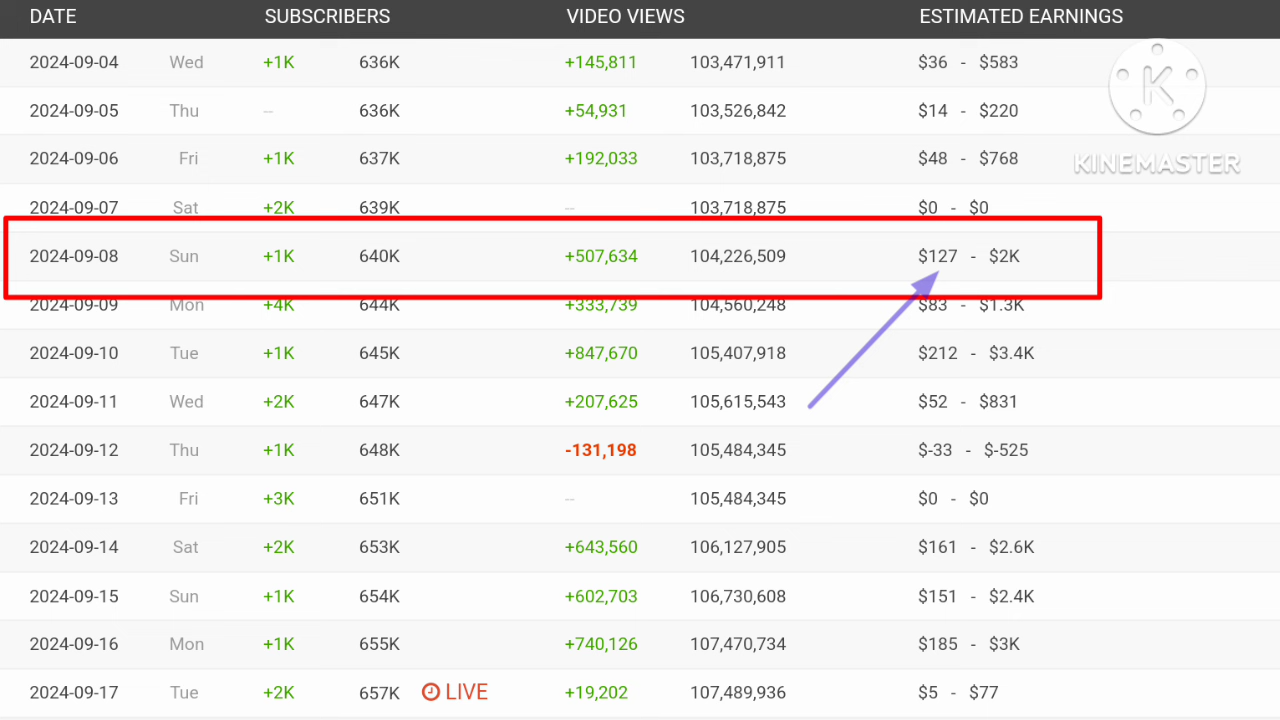 DATE SUBSCRIBERS VIDEO VIEWS ESTIMATED EARNINGS
2024-09-04 Wed +1K 636K +145,811 103,471,911 $36 - $583
2024-09-05 Thu -- 636K +54,931 103,526,842 $14 - $220
2024-09-06 Fri +1K 637K +192,033 103,718,875 $48 - $768
KINEMASTER
2024-09-07 Sat +2K 639K -- 103,718,875 $0 - $0
2024-09-08 Sun +1K 640K +507,634 104,226,509 $127 - $2K
2024-09-09 Mon +4K 644K +333,739 104,560,248 $83 - $1.3K
2024-09-10 Tue +1K 645K +847,670 105,407,918 $212 - $3.4K
2024-09-11 Wed +2K 647K +207,625 105,615,543 $52 - $831
2024-09-12 Thu +1K 648K -131,198 105,484,345 $-33 - $-525
2024-09-13 Fri +3K 651K -- 105,484,345 $0 - $0
2024-09-14 Sat +2K 653K +643,560 106,127,905 $161 - $2.6K
2024-09-15 Sun +1K 654K +602,703 106,730,608 $151 - $2.4K
2024-09-16 Mon +1K 655K +740,126 107,470,734 $185 - $3K
2024-09-17 Tue +2K 657K LIVE +19,202 107,489,936 $5 - $77